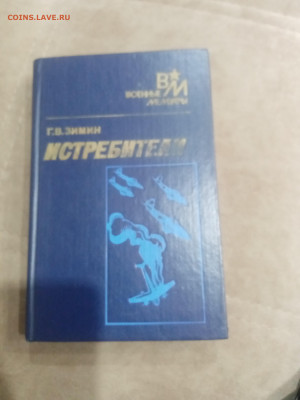 COINS.LAVE.RU
ВМ
ВОЕННЫЕ
МЕМУАРЫ
Г.В.ЗИМИН
ИСТРЕБИТЕЛИ